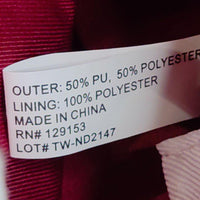 OUTER: 50% PU, 50% POLYESTER
LINING: 100% POLYESTER
MADE IN CHINA
RN# 129153
LOT# TW-ND2147